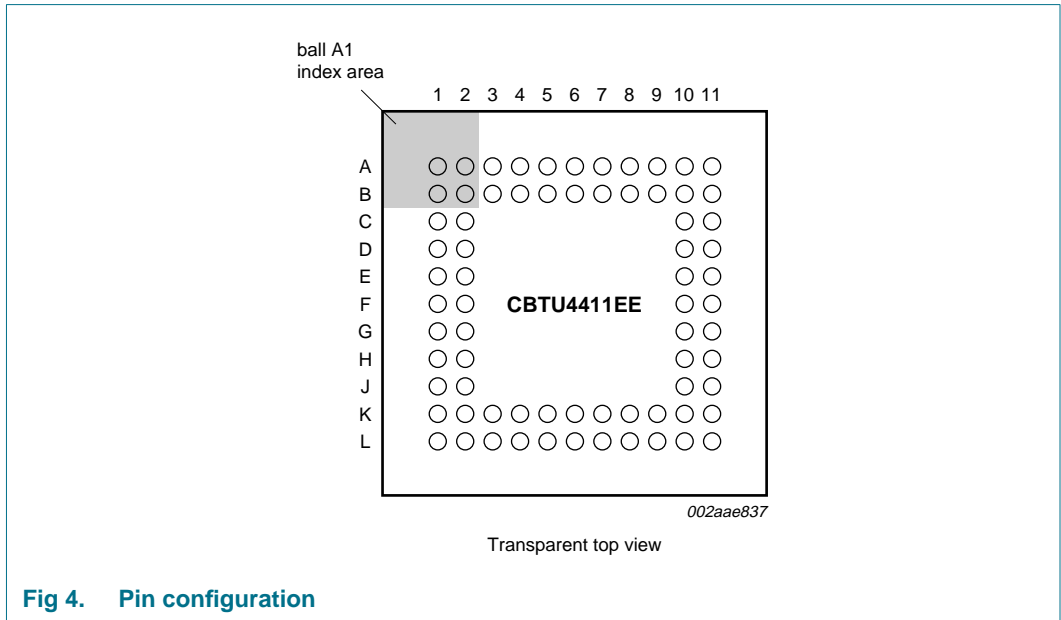 ball A1
index area
1 2 3 4 5 6 7 8 9 10 11
A
B
C
D
E
F
CBTU4411EE
G
H
J
K
L
002aae837
Transparent top view
Fig 4. Pin configuration